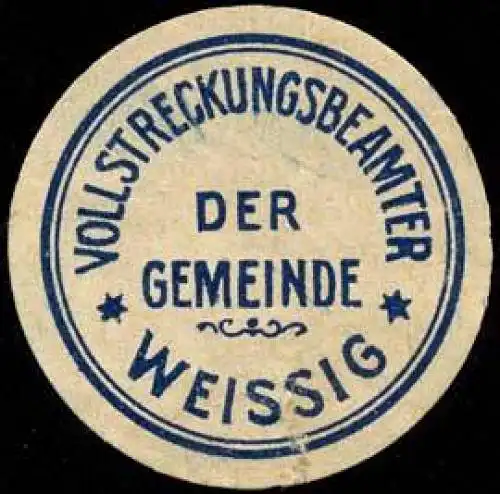 VOLLSTRECKUNGSBEAMTER
DER
GEMEINDE
WEISSIG